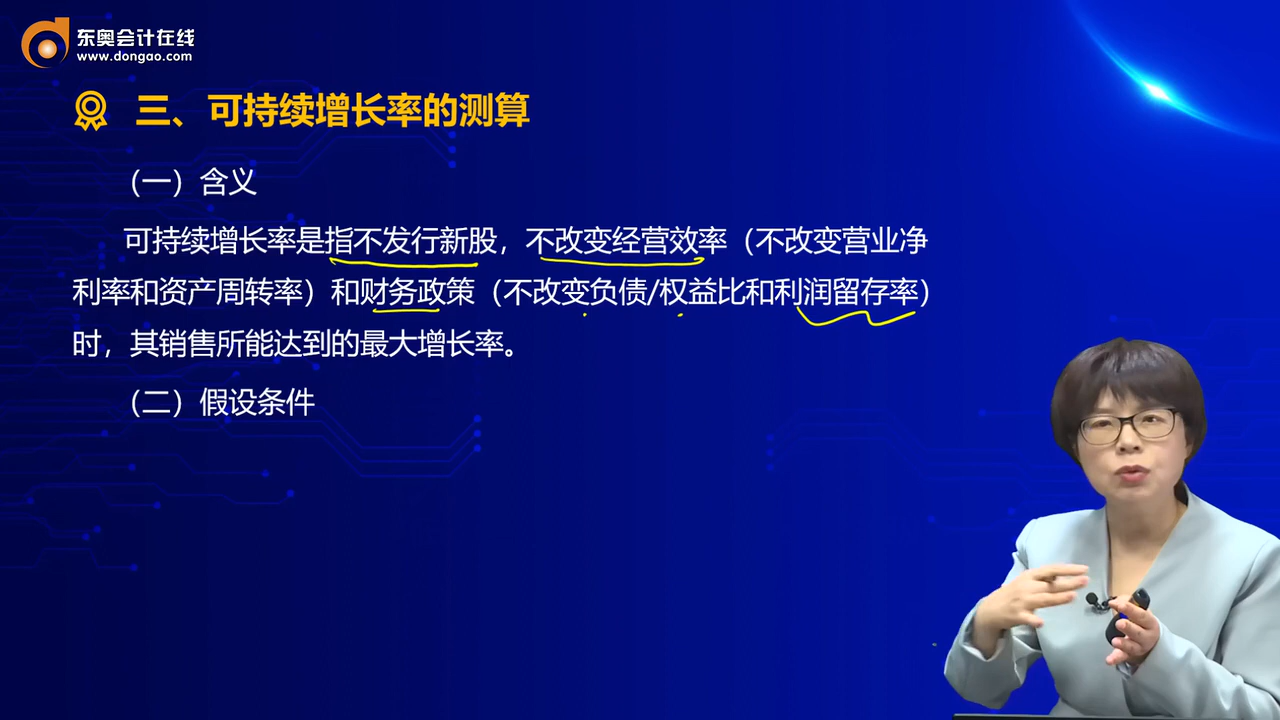 东奥会计在线
www.dongao.com
三、可持续增长率的测算
（一）含义
可持续增长率是指不发行新股，不改变经营效率（不改变营业净
利率和资产周转率）和财务政策（不改变负债/权益比和利润留存率）
时，其销售所能达到的最大增长率。
（二）假设条件